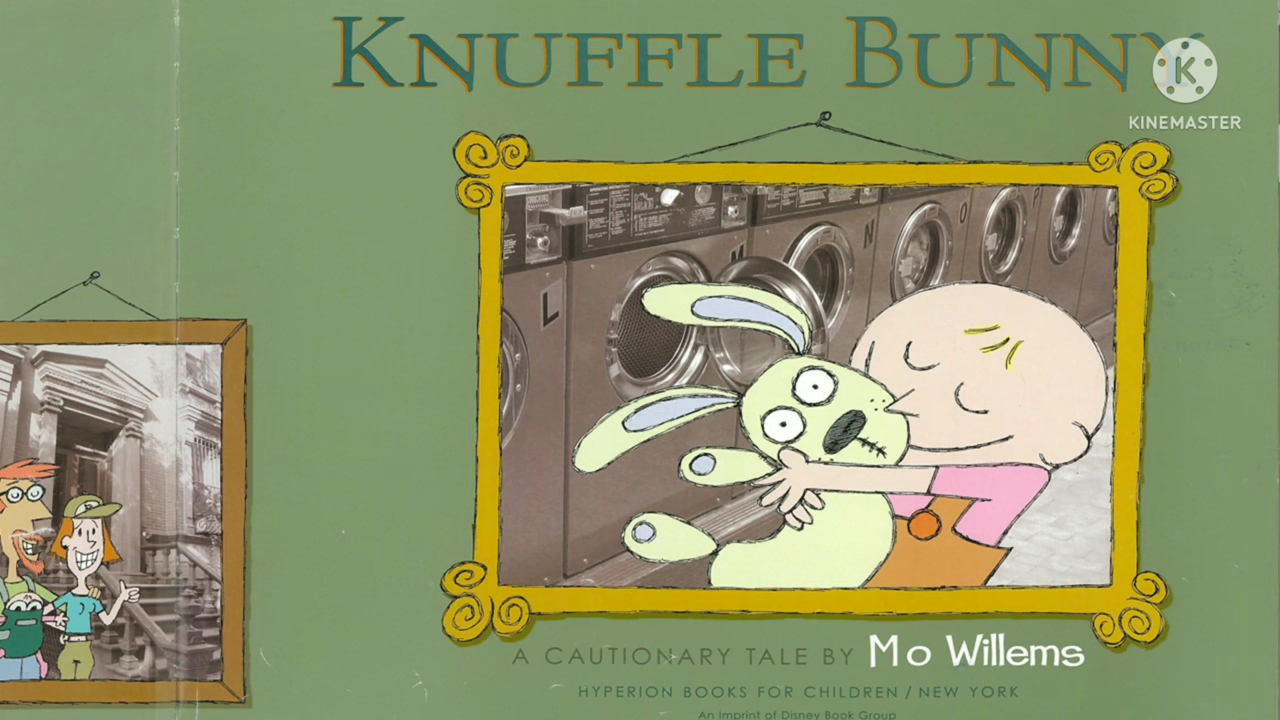 KNUFFLE BUNNY
K
KINEMASTER
L
M
N
O
P
A CAUTIONARY TALE BY Mo Willems
HYPERION BOOKS FOR CHILDREN / NEW YORK
An Imprint of Disney Book Group